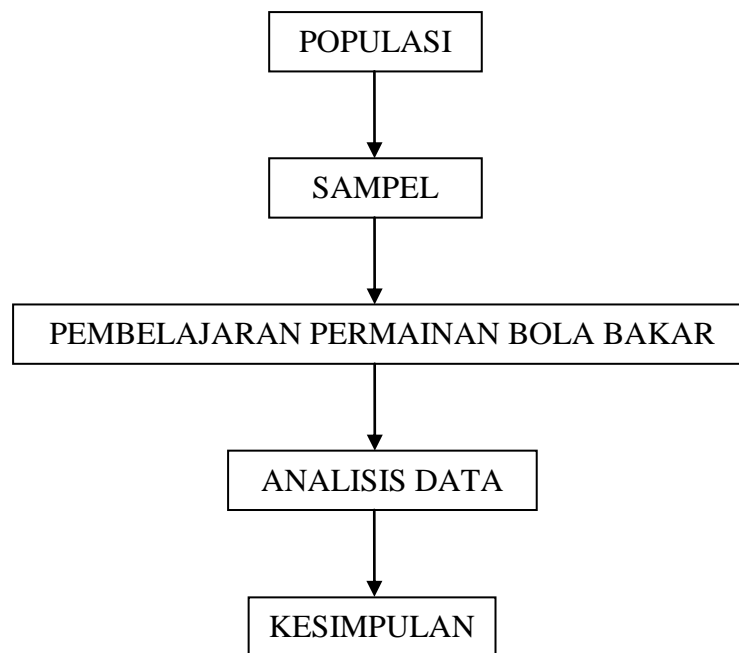 POPULASI
SAMPEL
PEMBELAJARAN PERMAINAN BOLA BAKAR
ANALISIS DATA
KESIMPULAN